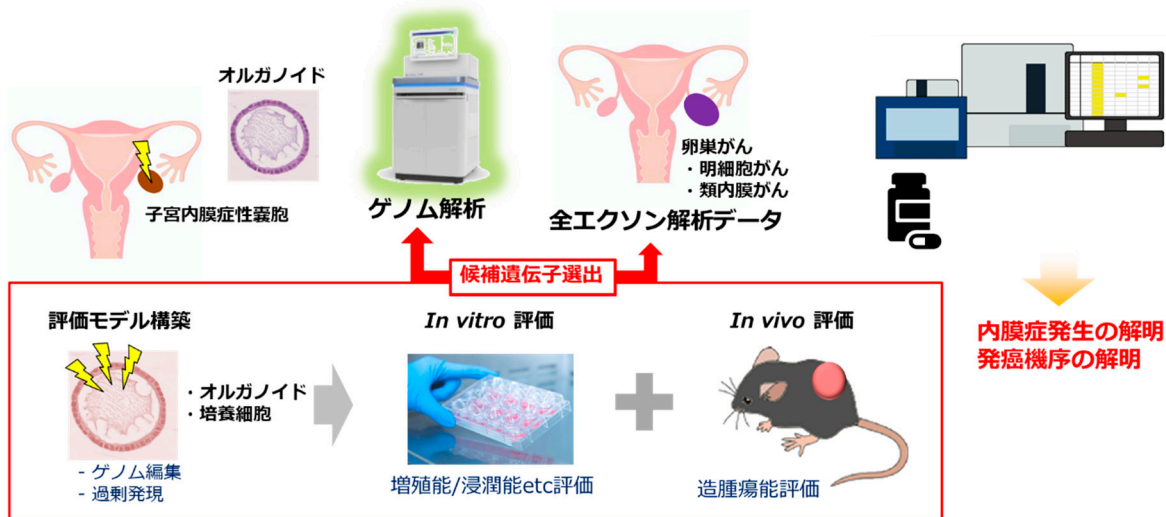 オルガノイド
子宮内膜症性嚢胞
ゲノム解析
卵巣がん
・明細胞がん
・類内膜がん
全エクソン解析データ
候補遺伝子選出
評価モデル構築
・オルガノイド
・培養細胞
- ゲノム編集
- 過剰発現
In vitro 評価
増殖能/浸潤能etc評価
In vivo 評価
造腫瘍能評価
内膜症発生の解明
発癌機序の解明